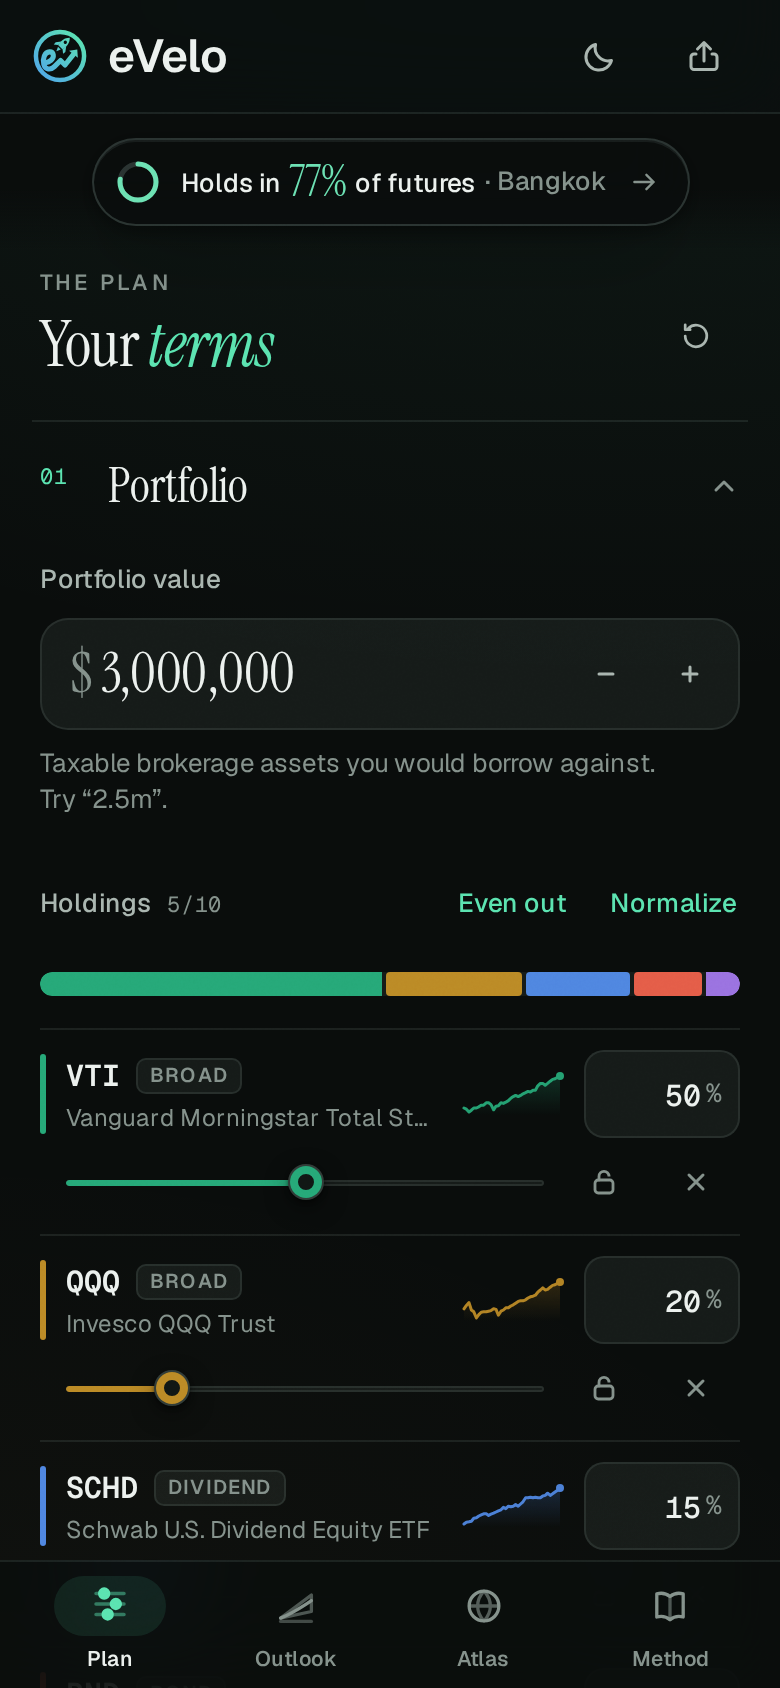 eVelo
Holds in 77% of futures · Bangkok →
THE PLAN
Your terms
01 Portfolio
Portfolio value
$ 3,000,000 − +
Taxable brokerage assets you would borrow against.
Try “2.5m”.
Holdings 5/10 Even out Normalize
VTI BROAD 50 %
Vanguard Morningstar Total St...
QQQ BROAD 20 %
Invesco QQQ Trust
SCHD DIVIDEND 15 %
Schwab U.S. Dividend Equity ETF
Plan Outlook Atlas Method